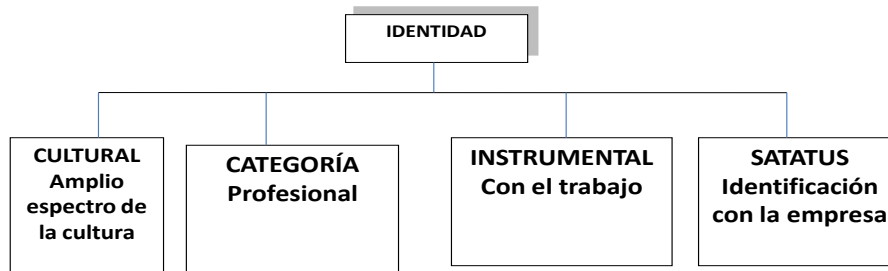 IDENTIDAD
CULTURAL
Amplio
espectro de
la cultura
CATEGORÍA
Profesional
INSTRUMENTAL
Con el trabajo
SATATUS
Identificación
con la empresa